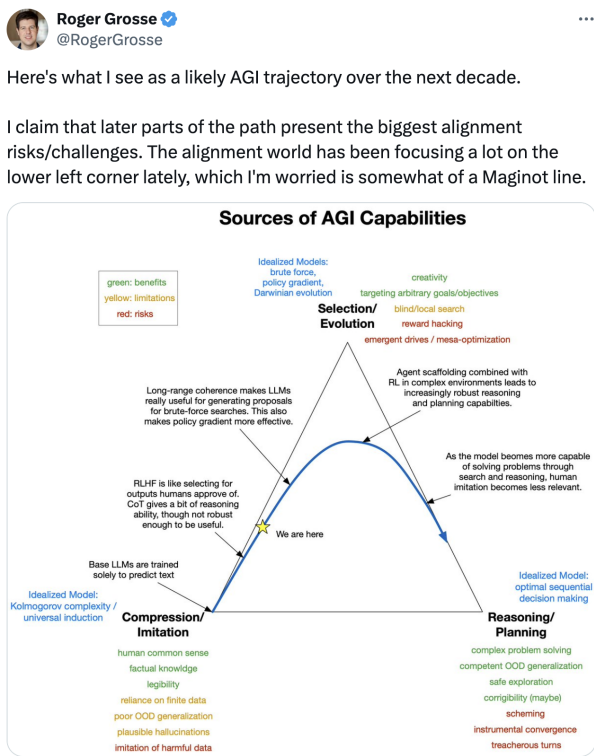 Roger Grosse
@RogerGrosse
Here's what I see as a likely AGI trajectory over the next decade.
I claim that later parts of the path present the biggest alignment
risks/challenges. The alignment world has been focusing a lot on the
lower left corner lately, which I'm worried is somewhat of a Maginot line.
Sources of AGI Capabilities
green: benefits
yellow: limitations
red: risks
Idealized Models:
brute force,
policy gradient,
Darwinian evolution
Selection/
Evolution
creativity
targeting arbitrary goals/objectives
blind/local search
reward hacking
emergent drives / mesa-optimization
Long-range coherence makes LLMs
really useful for generating proposals
for brute-force searches. This also
makes policy gradient more effective.
Agent scaffolding combined with
RL in complex environments leads to
increasingly robust reasoning
and planning capabilties.
As the model beomes more capable
of solving problems through
search and reasoning, human
imitation becomes less relevant.
RLHF is like selecting for
outputs humans approve of.
CoT gives a bit of reasoning
ability, though not robust
enough to be useful.
We are here
Base LLMs are trained
solely to predict text
Idealized Model:
Kolmogorov complexity /
universal induction
Compression/
Imitation
human common sense
factual knowldge
legibility
reliance on finite data
poor OOD generalization
plausible hallucinations
imitation of harmful data
Idealized Model:
optimal sequential
decision making
Reasoning/
Planning
complex problem solving
competent OOD generalization
safe exploration
corrigibility (maybe)
scheming
instrumental convergence
treacherous turns